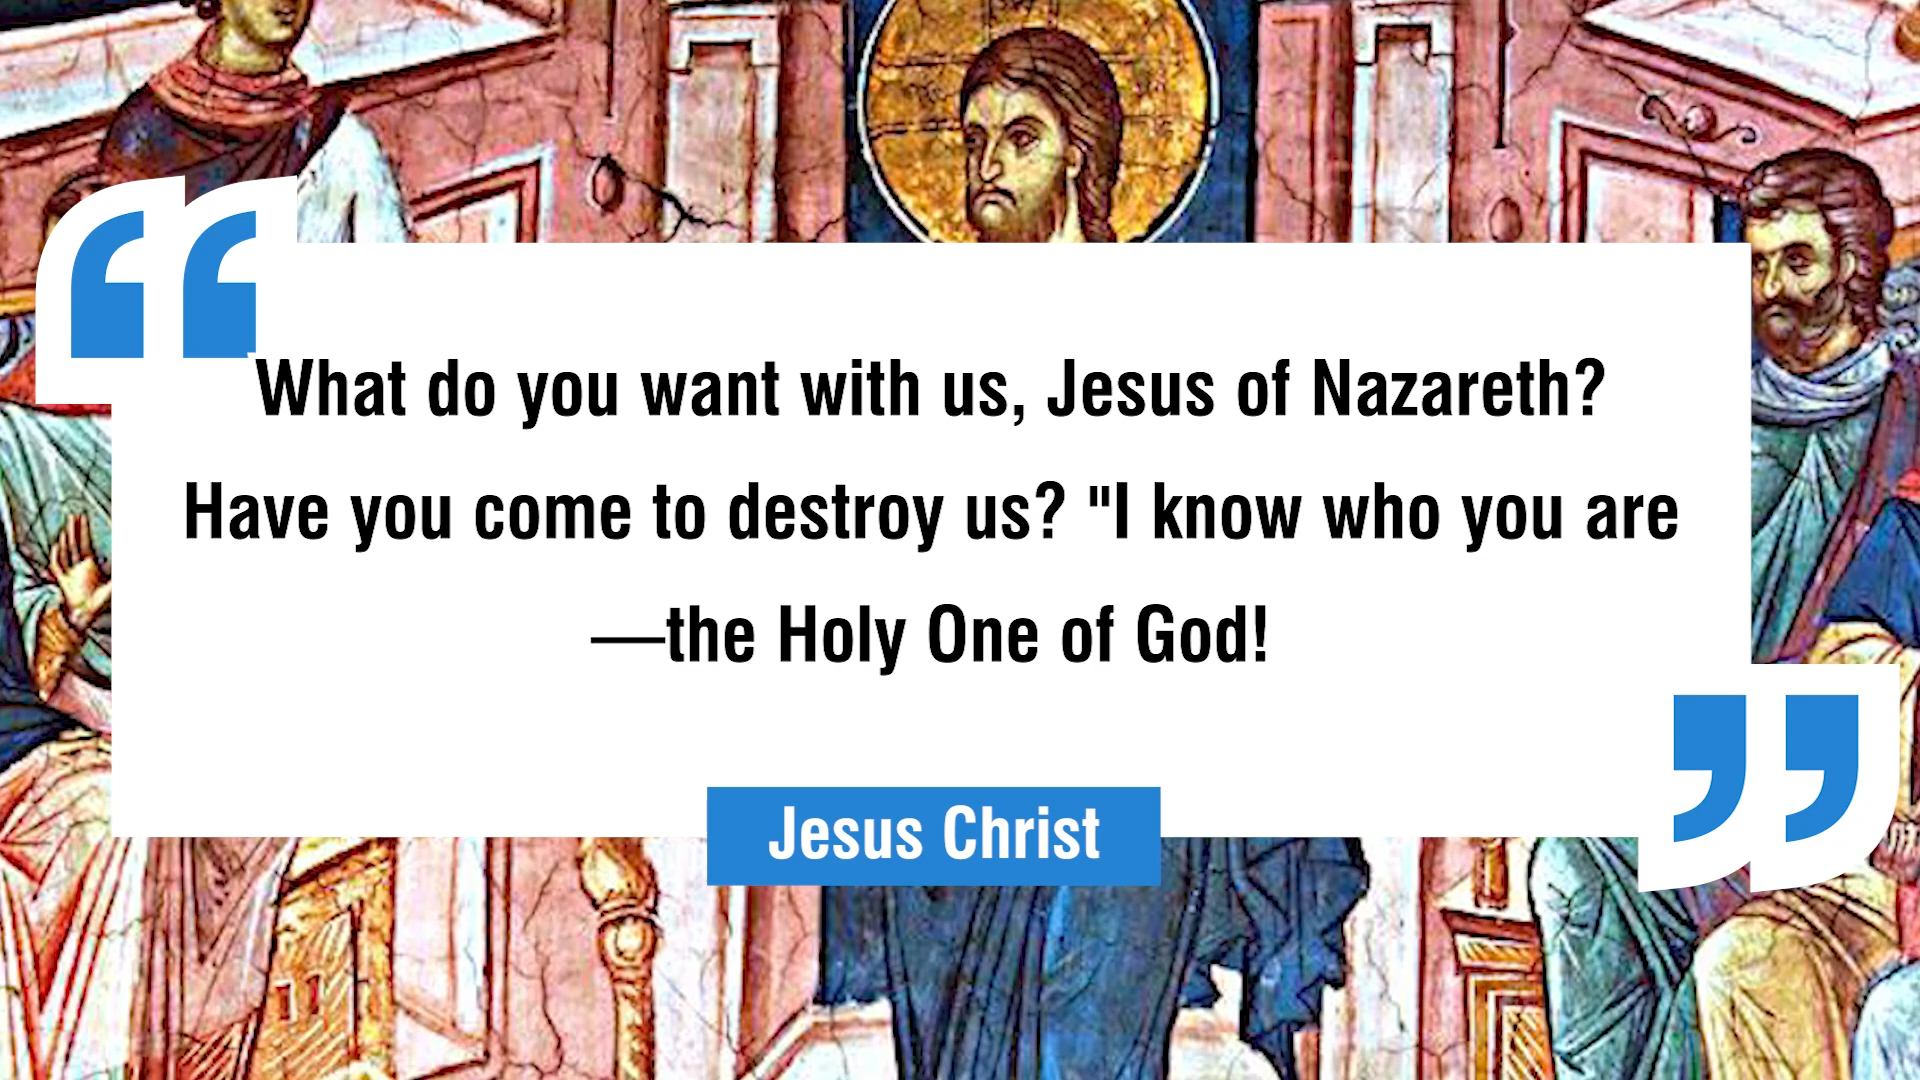 What do you want with us, Jesus of Nazareth?
Have you come to destroy us? "I know who you are
—the Holy One of God!
Jesus Christ